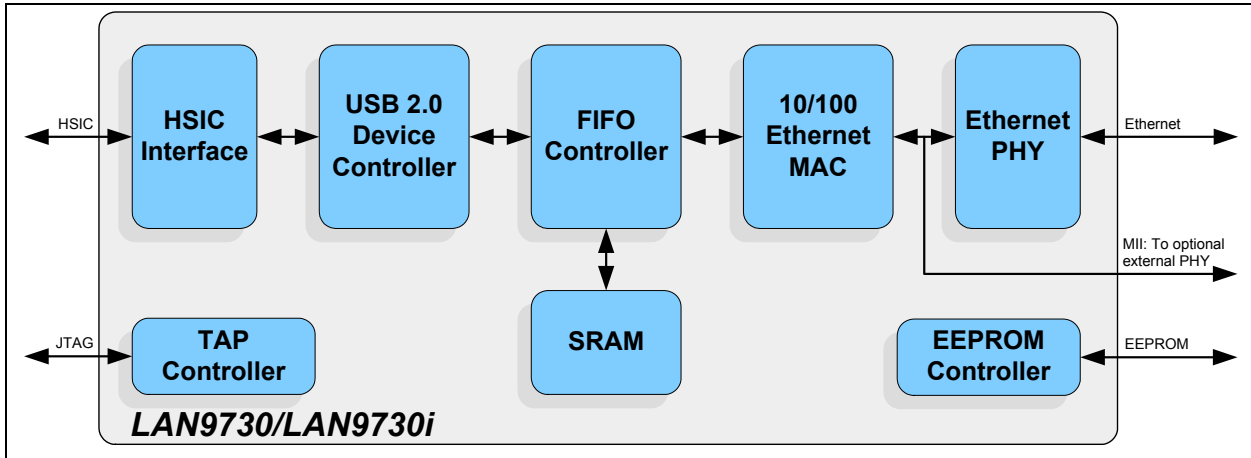 HSIC
HSIC
Interface
USB 2.0
Device
Controller
FIFO
Controller
10/100
Ethernet
MAC
Ethernet
PHY
Ethernet
MII: To optional
external PHY
JTAG
TAP
Controller
SRAM
EEPROM
Controller
EEPROM
LAN9730/LAN9730i